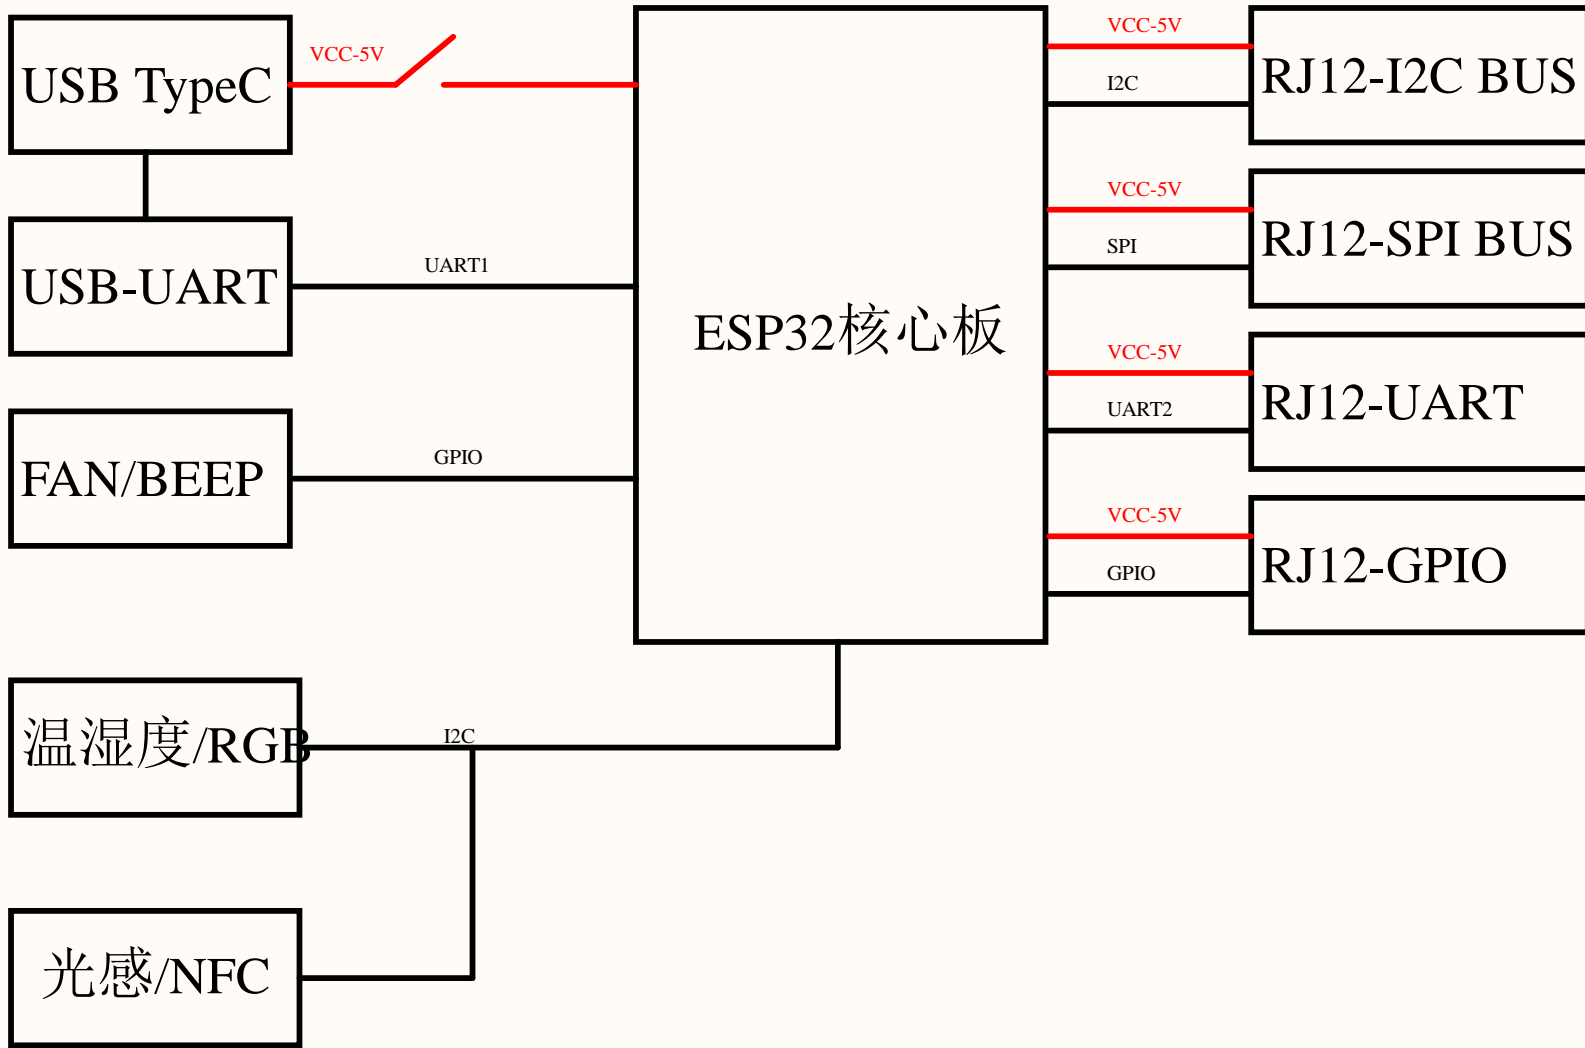 USB TypeC
VCC-5V
USB-UART
UART1
FAN/BEEP
GPIO
温湿度/RGB
I2C
光感/NFC
ESP32核心板
VCC-5V
I2C
RJ12-I2C BUS
VCC-5V
SPI
RJ12-SPI BUS
VCC-5V
UART2
RJ12-UART
VCC-5V
GPIO
RJ12-GPIO